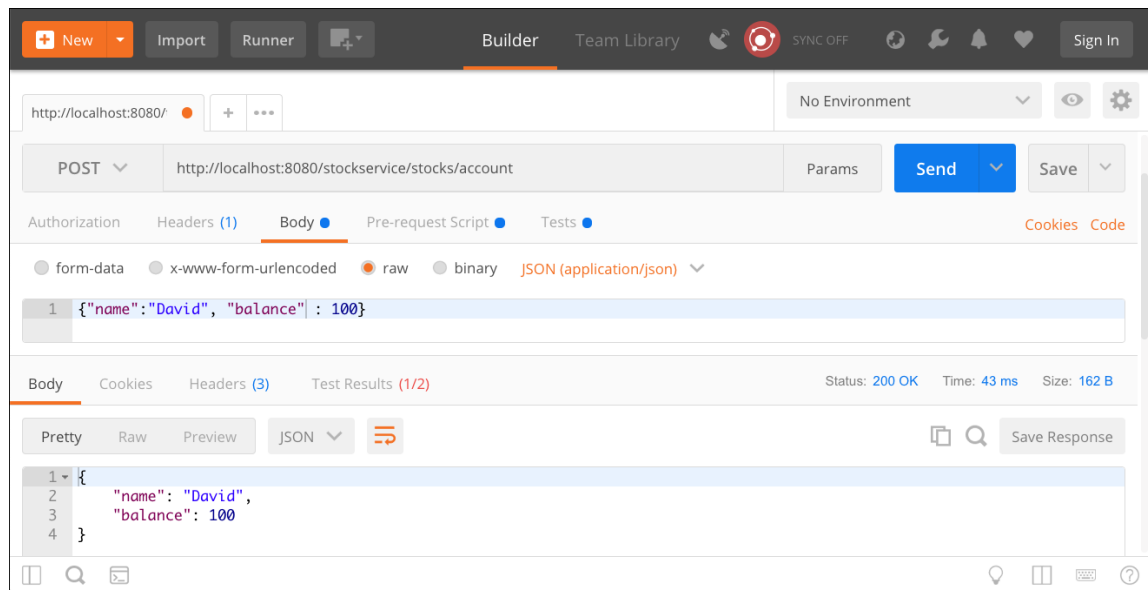 New Import Runner Builder Team Library SYNC OFF Sign In
http://localhost:8080/ No Environment
POST http://localhost:8080/stockservice/stocks/account Params Send Save
Authorization Headers (1) Body Pre-request Script Tests Cookies Code
form-data x-www-form-urlencoded raw binary JSON (application/json)
1 {"name":"David", "balance" : 100}
Body Cookies Headers (3) Test Results (1/2) Status: 200 OK Time: 43 ms Size: 162 B
Pretty Raw Preview JSON Save Response
1 {
2 "name": "David",
3 "balance": 100
4 }